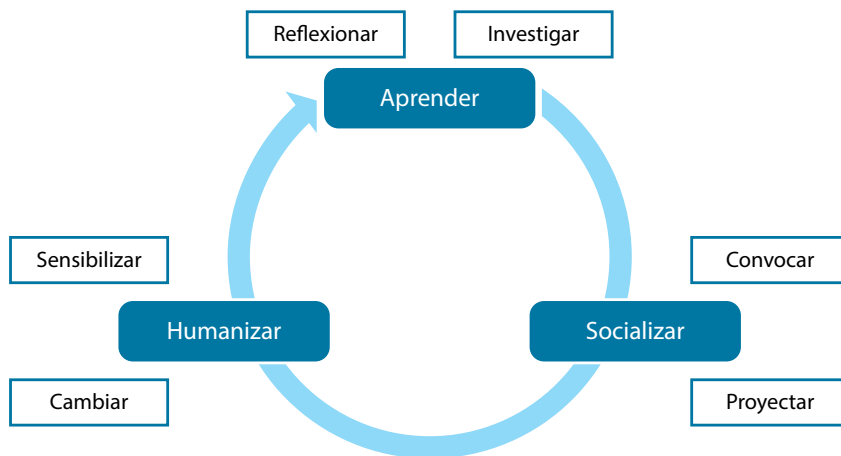 Reflexionar
Investigar
Aprender
Sensibilizar
Convocar
Humanizar
Socializar
Cambiar
Proyectar